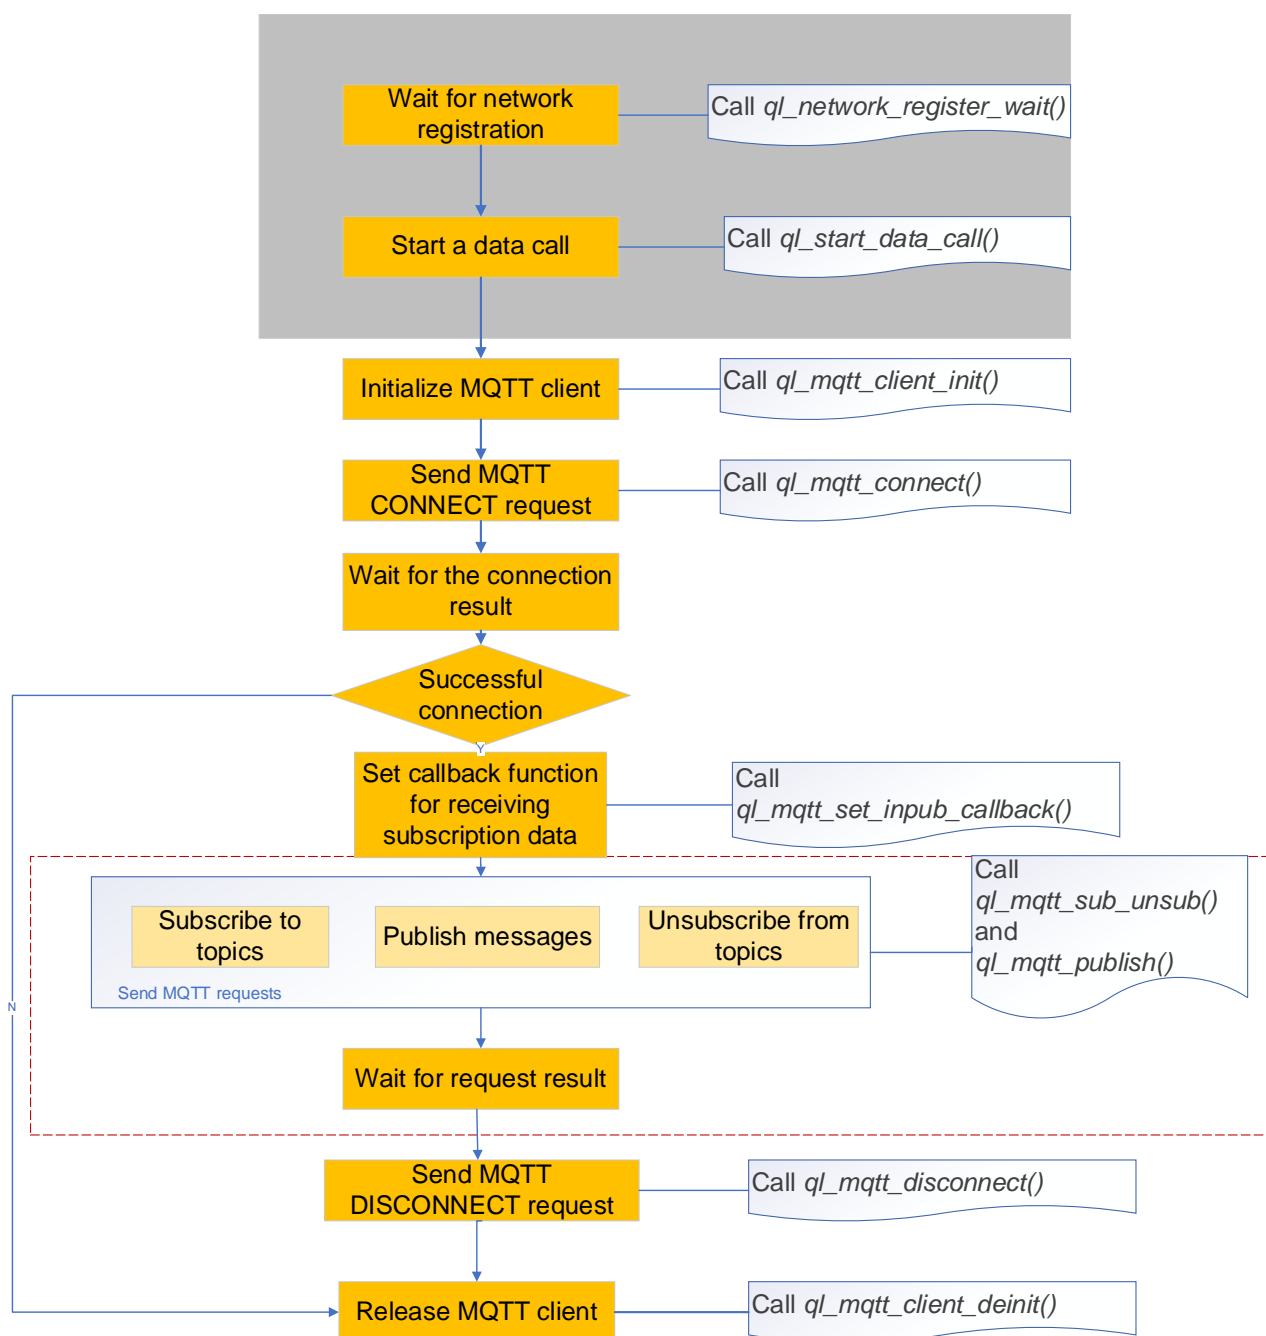 Wait for network
registration
Call ql_network_register_wait()
Start a data call
Call ql_start_data_call()
Initialize MQTT client
Call ql_mqtt_client_init()
Send MQTT
CONNECT request
Call ql_mqtt_connect()
Wait for the connection
result
Successful
connection
Y
Set callback function
for receiving
subscription data
Call
ql_mqtt_set_inpub_callback()
Subscribe to
topics
Publish messages
Unsubscribe from
topics
Send MQTT requests
Call
ql_mqtt_sub_unsub()
and
ql_mqtt_publish()
N
Wait for request result
Send MQTT
DISCONNECT request
Call ql_mqtt_disconnect()
Release MQTT client
Call ql_mqtt_client_deinit()